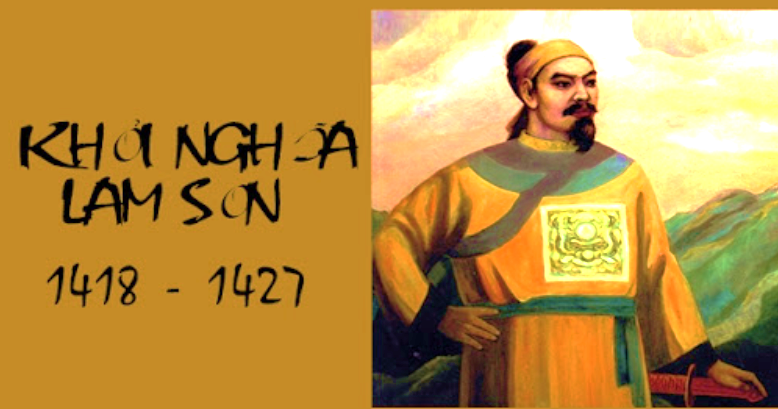 KHỞI NGHĨA
LAM SƠN
1418 - 1427